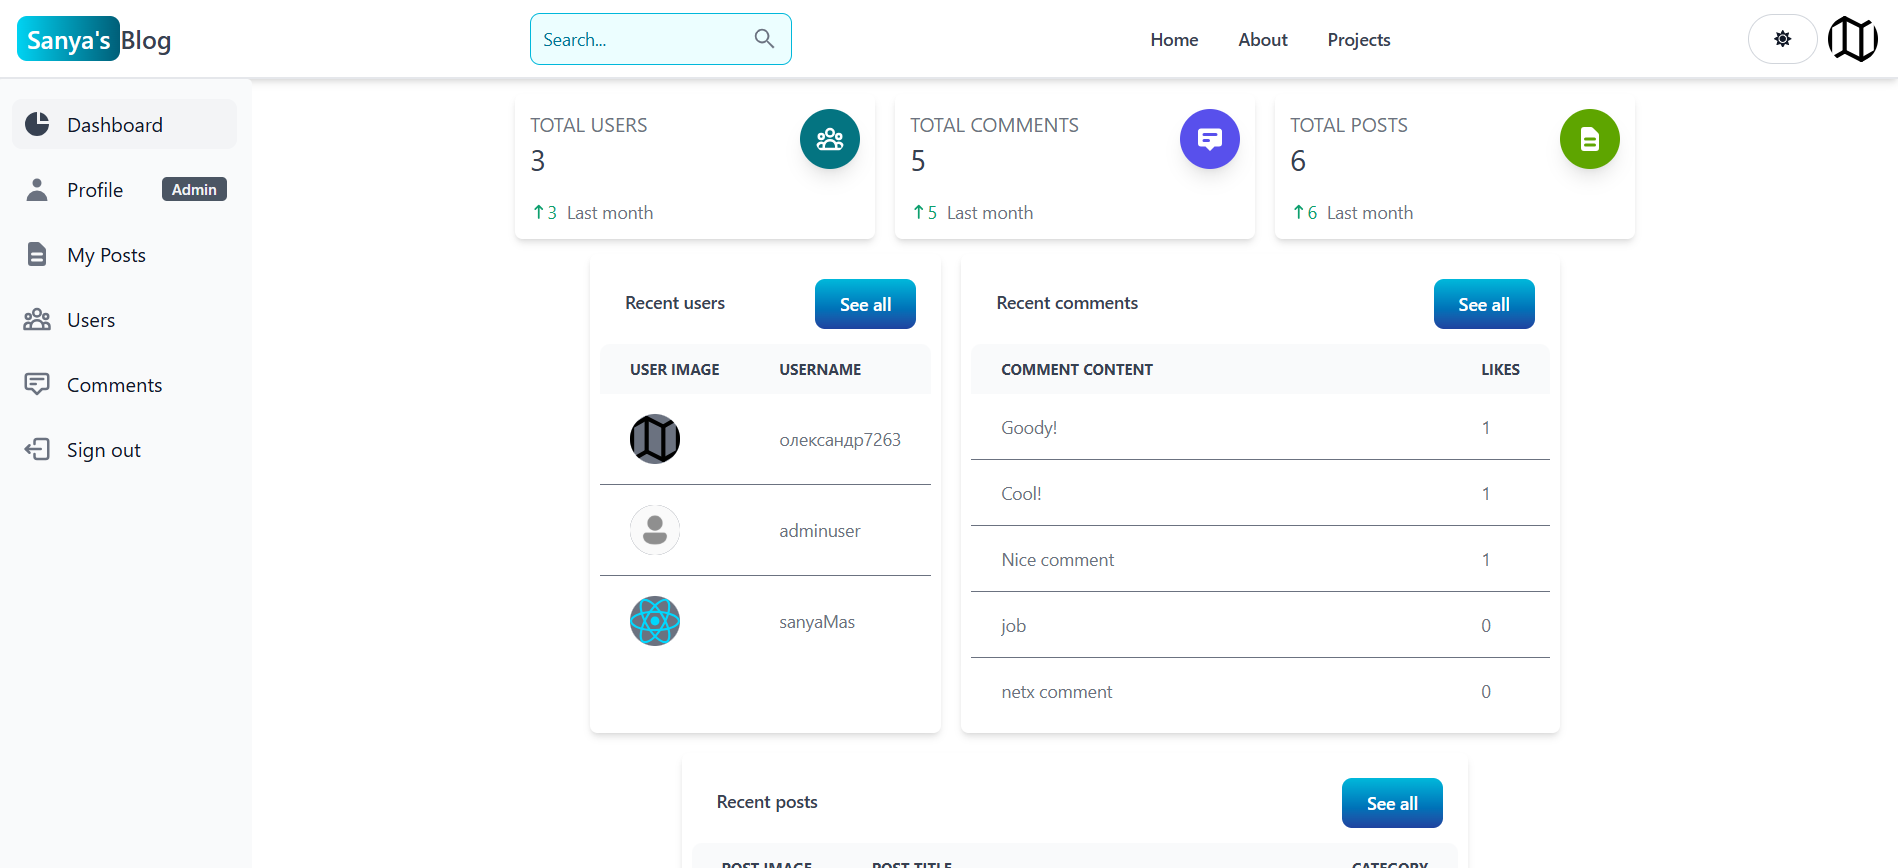 Sanya's Blog
Search...
Home About Projects
Dashboard
Profile Admin
My Posts
Users
Comments
Sign out
TOTAL USERS
3
3 Last month
TOTAL COMMENTS
5
5 Last month
TOTAL POSTS
6
6 Last month
Recent users See all
USER IMAGE USERNAME
олександр7263
adminuser
sanyaMas
Recent comments See all
COMMENT CONTENT LIKES
Goody! 1
Cool! 1
Nice comment 1
job 0
netx comment 0
Recent posts See all
POST IMAGE POST TITLE CATEGORY